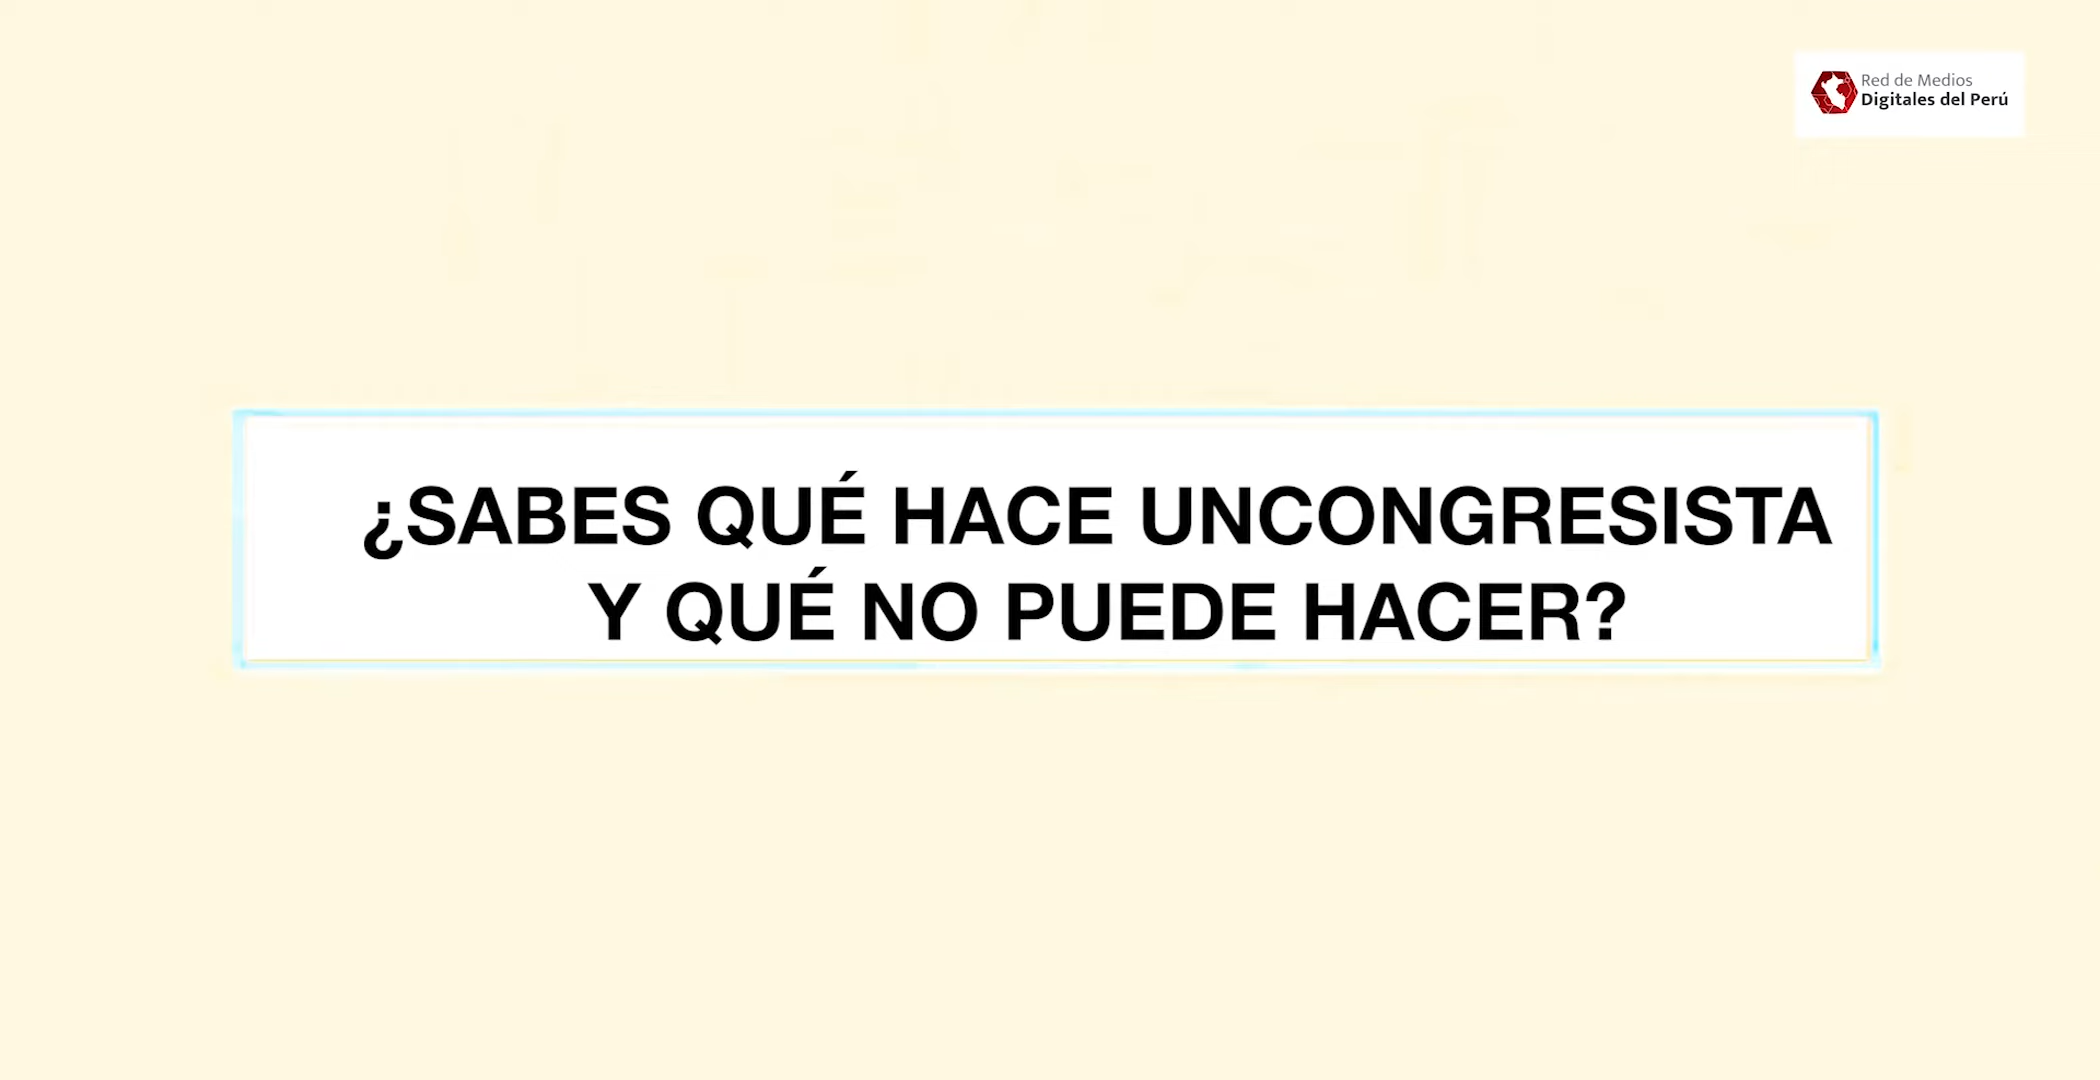 Red de Medios
Digitales del Perú
¿SABES QUÉ HACE UNCONGRESISTA
Y QUÉ NO PUEDE HACER?